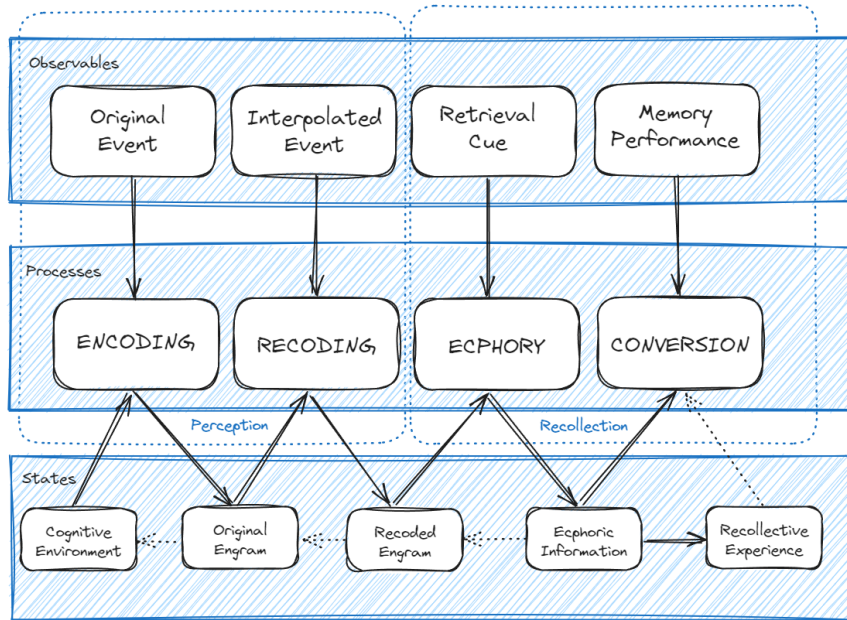 Observables
Original
Event
Interpolated
Event
Retrieval
Cue
Memory
Performance
Processes
ENCODING
RECODING
ECPHORY
CONVERSION
Perception
Recollection
States
Cognitive
Environment
Original
Engram
Recoded
Engram
Ecphoric
Information
Recollective
Experience